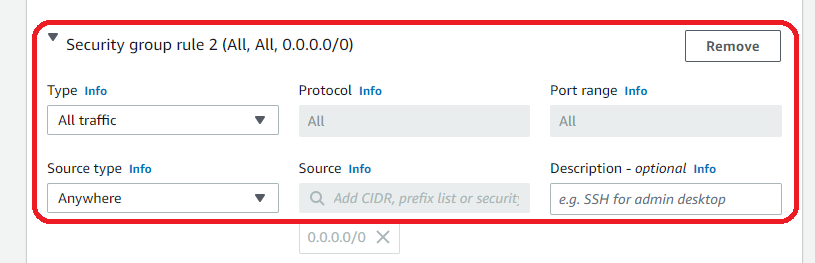 Security group rule 2 (All, All, 0.0.0.0/0)
Remove
Type Info
Protocol Info
Port range Info
All traffic
All
All
Source type Info
Source Info
Description - optional Info
Anywhere
Add CIDR, prefix list or security
e.g. SSH for admin desktop
0.0.0.0/0